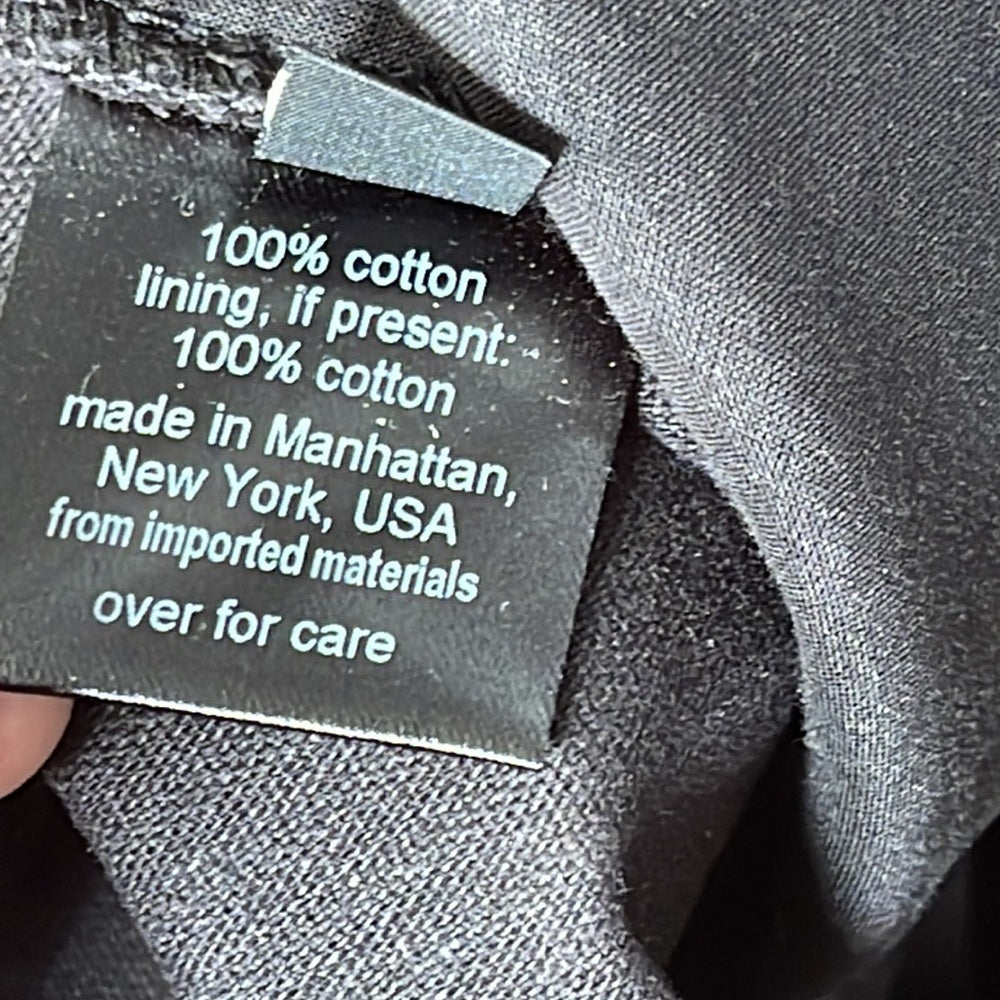 100% cotton
lining, if present:
100% cotton
made in Manhattan,
New York, USA
from imported materials
over for care